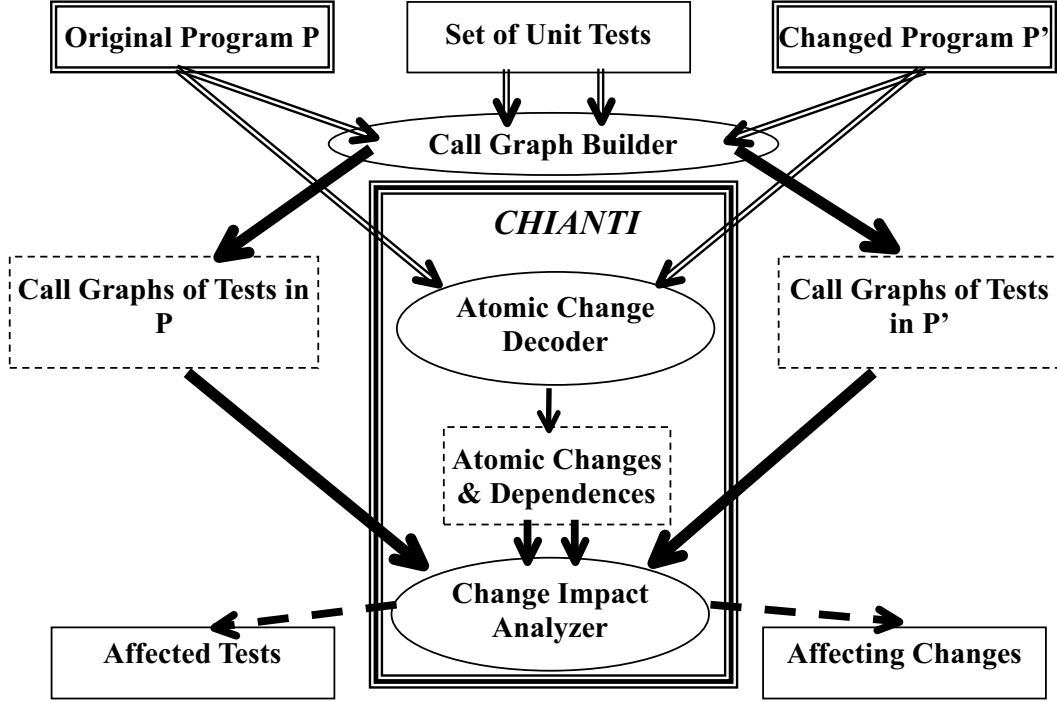 Original Program P
Set of Unit Tests
Changed Program P’
Call Graph Builder
CHIANTI
Call Graphs of Tests in
P
Atomic Change
Decoder
Call Graphs of Tests
in P’
Atomic Changes
& Dependences
Change Impact
Analyzer
Affected Tests
Affecting Changes